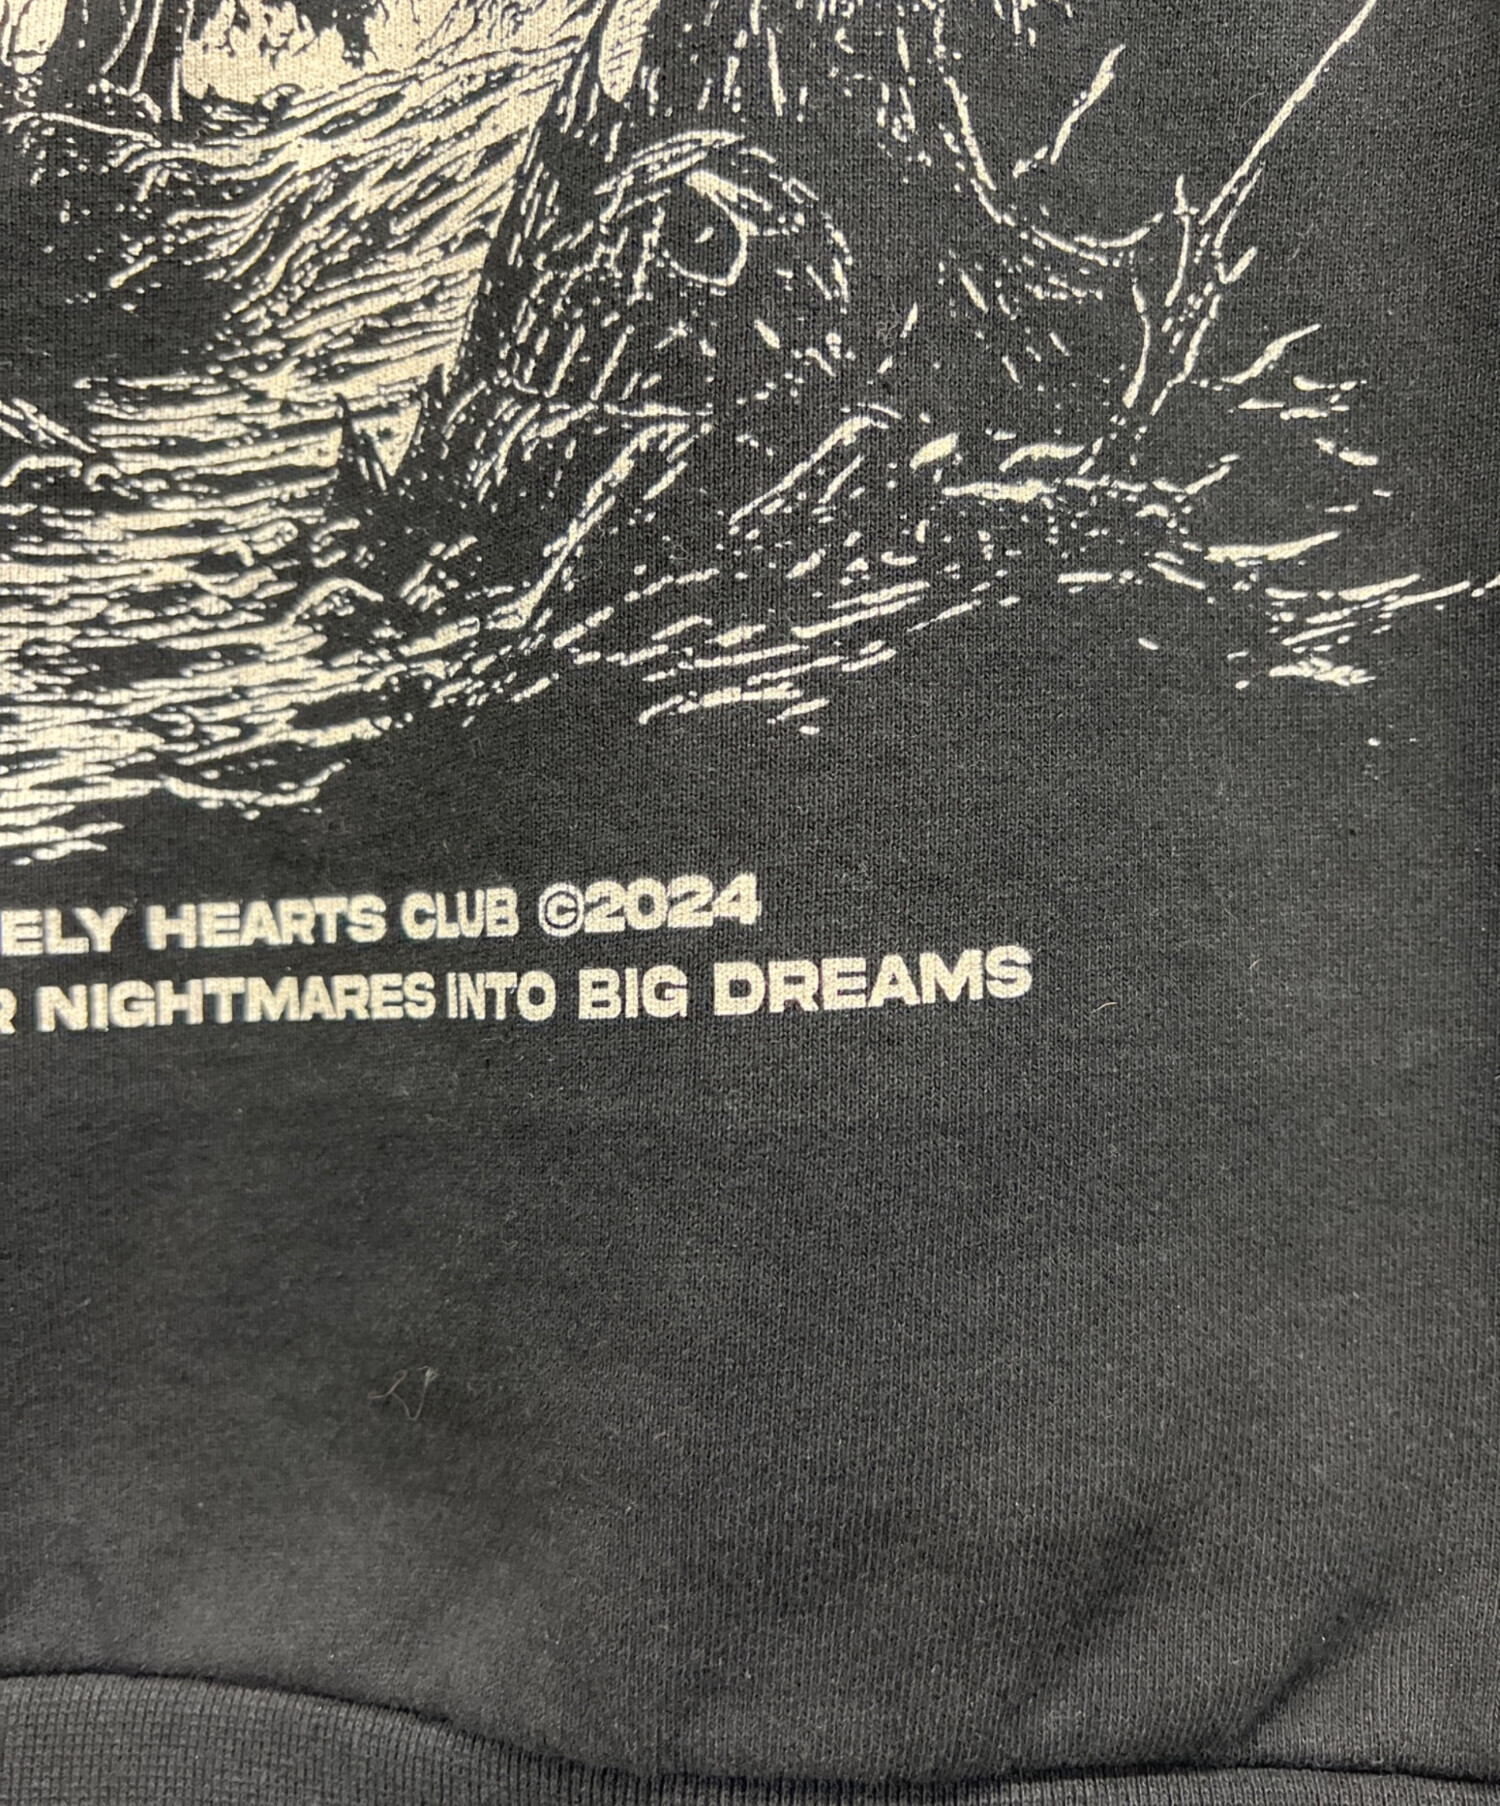 ELY HEARTS CLUB ©2024
R NIGHTMARES INTO BIG DREAMS